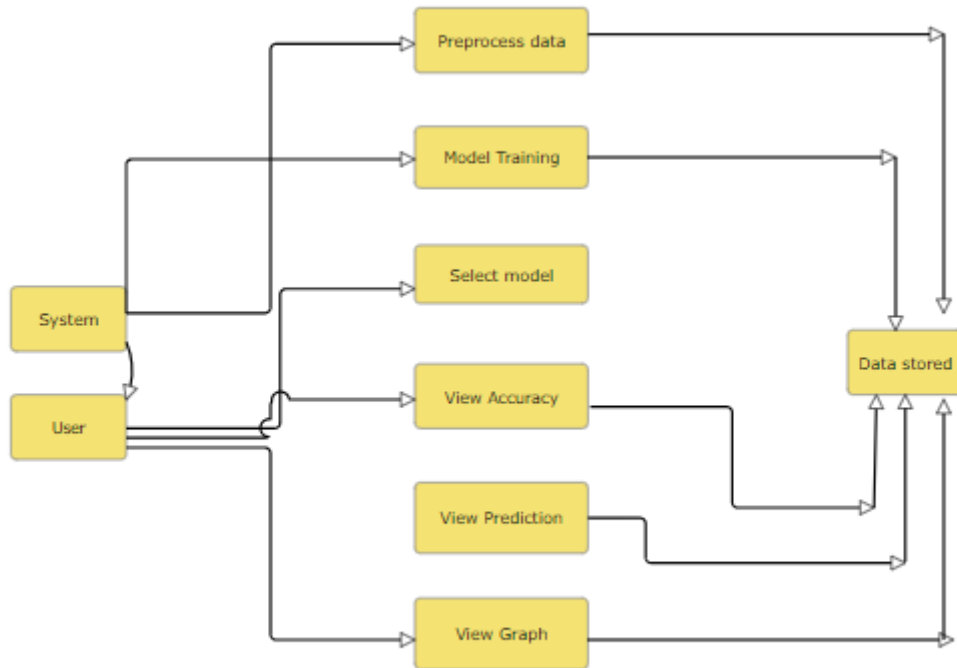 Preprocess data
Model Training
Select model
System
Data stored
View Accuracy
User
View Prediction
View Graph